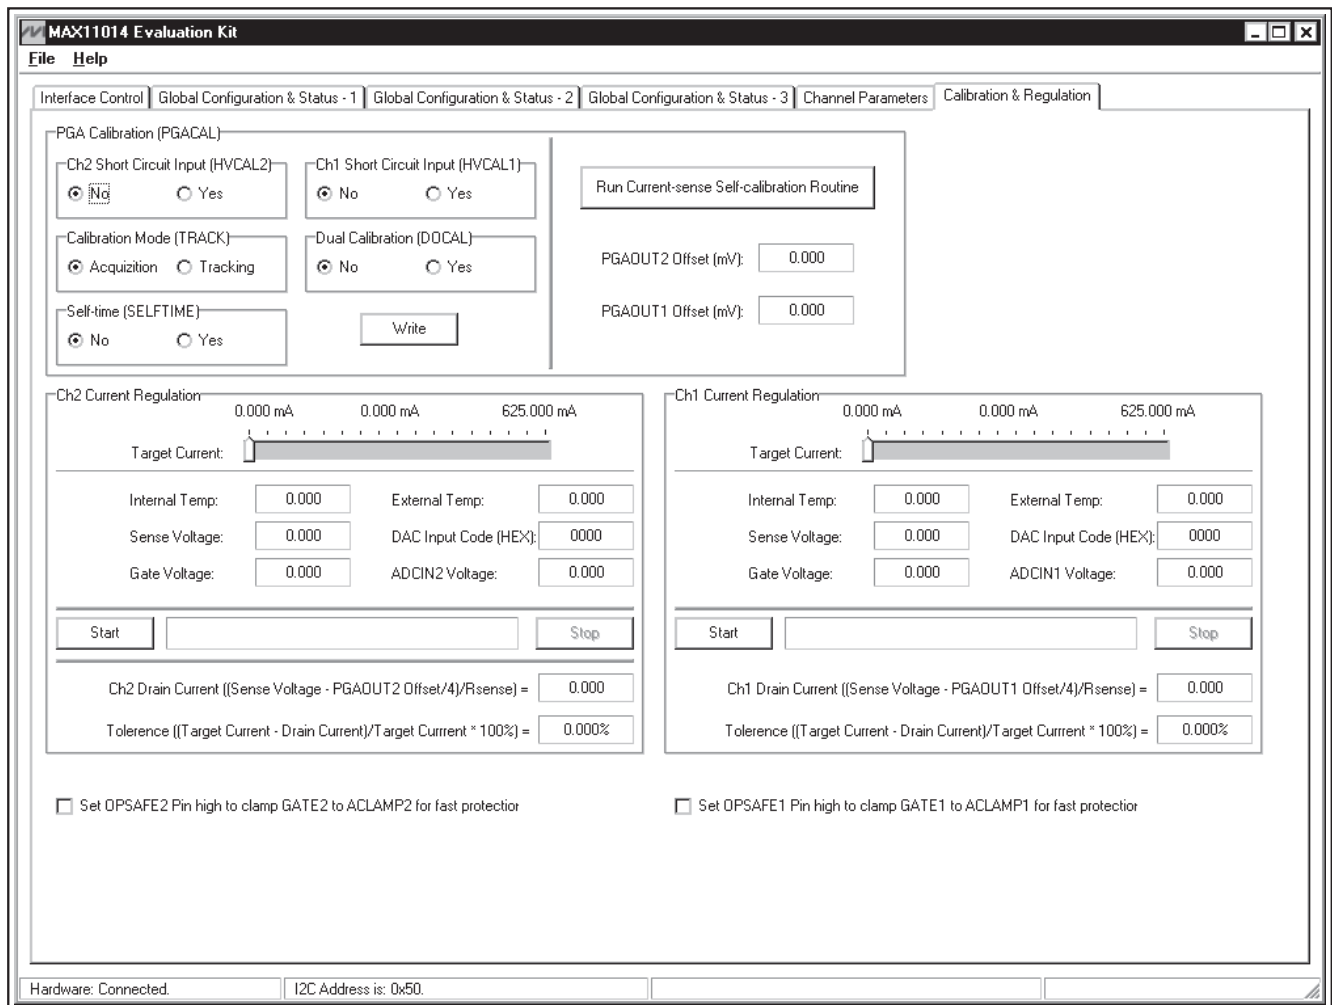 MAX11014 Evaluation Kit
File Help
Interface Control Global Configuration & Status - 1 Global Configuration & Status - 2 Global Configuration & Status - 3 Channel Parameters Calibration & Regulation
PGA Calibration (PGACAL)
Ch2 Short Circuit Input (HVCAL2) Ch1 Short Circuit Input (HVCAL1)
No Yes No Yes
Run Current-sense Self-calibration Routine
Calibration Mode (TRACK) Dual Calibration (DOCAL)
Acquizition Tracking No Yes
PGAOUT2 Offset (mV): 0.000
Self-time (SELFTIME)
No Yes
Write
PGAOUT1 Offset (mV): 0.000
Ch2 Current Regulation
0.000 mA 0.000 mA 625.000 mA
Target Current:
Internal Temp: 0.000 External Temp: 0.000
Sense Voltage: 0.000 DAC Input Code (HEX): 0000
Gate Voltage: 0.000 ADCIN2 Voltage: 0.000
Start Stop
Ch2 Drain Current ((Sense Voltage - PGAOUT2 Offset/4)/Rsense) = 0.000
Tolerence ((Target Current - Drain Current)/Target Currrent * 100%) = 0.000%
Ch1 Current Regulation
0.000 mA 0.000 mA 625.000 mA
Target Current:
Internal Temp: 0.000 External Temp: 0.000
Sense Voltage: 0.000 DAC Input Code (HEX): 0000
Gate Voltage: 0.000 ADCIN1 Voltage: 0.000
Start Stop
Ch1 Drain Current ((Sense Voltage - PGAOUT1 Offset/4)/Rsense) = 0.000
Tolerence ((Target Current - Drain Current)/Target Currrent * 100%) = 0.000%
Set OPSAFE2 Pin high to clamp GATE2 to ACLAMP2 for fast protectior
Set OPSAFE1 Pin high to clamp GATE1 to ACLAMP1 for fast protectior
Hardware: Connected. I2C Address is: 0x50.